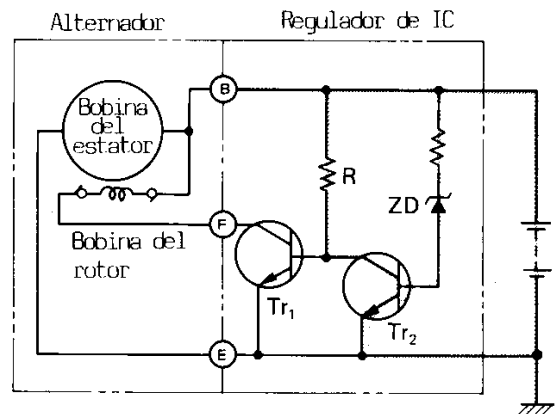 Alternador
Regulador de IC
Bobina
del
estator
B
R
ZD
F
Bobina del
rotor
Tr₁
Tr₂
E